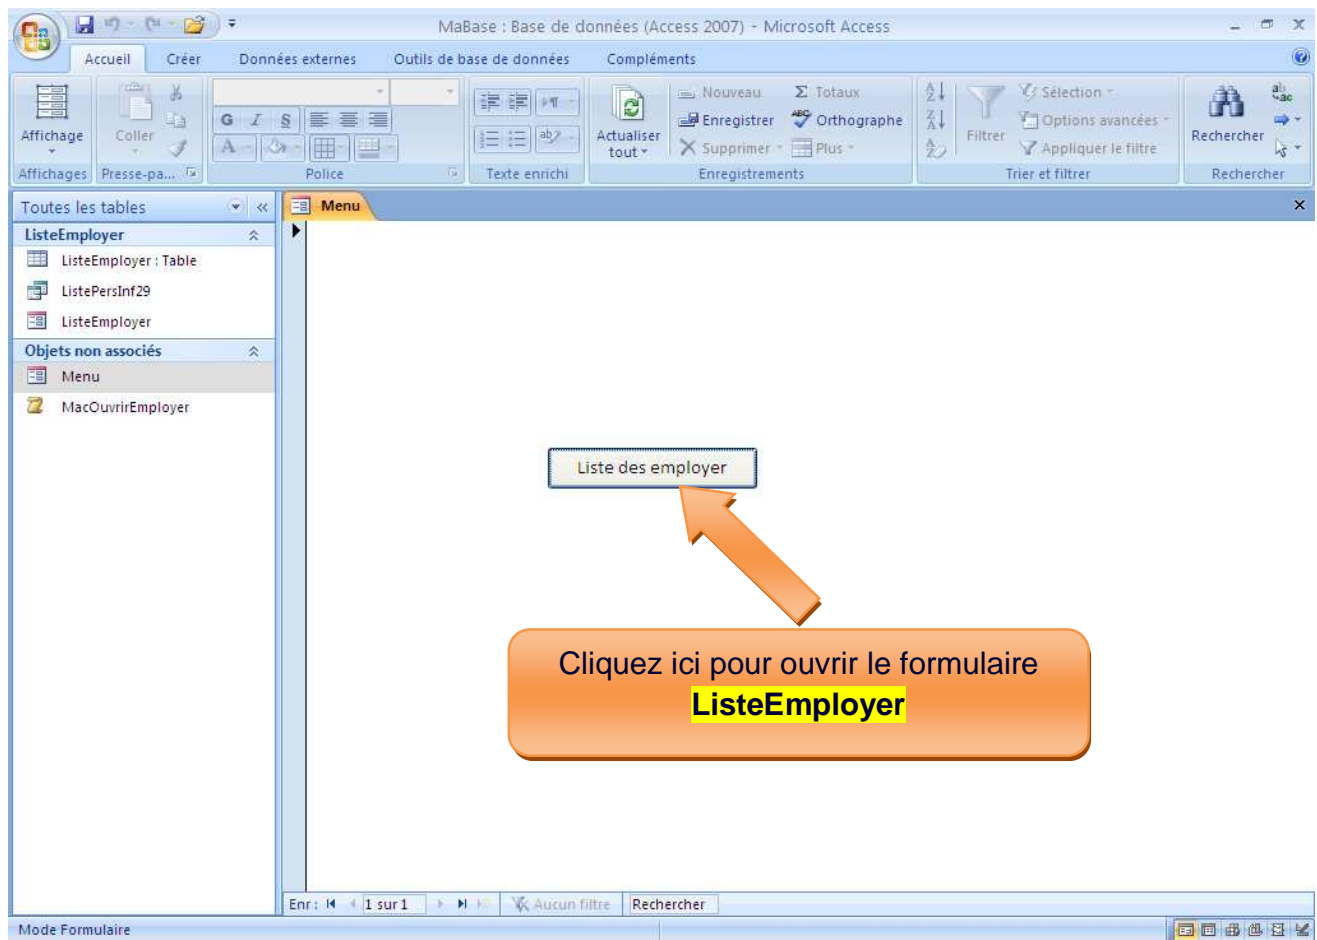 MaBase : Base de données (Access 2007) - Microsoft Access
Accueil Créer Données externes Outils de base de données Compléments
Affichage
Coller
G I S
A
ab
Actualiser
tout
Nouveau
Enregistrer
Supprimer
Σ Totaux
ABC Orthographe
Plus
Filtrer
Sélection
Options avancées
Appliquer le filtre
Rechercher
Affichages Presse-pa... Police Texte enrichi Enregistrements Trier et filtrer Rechercher
Toutes les tables
Menu
ListeEmployer
ListeEmployer : Table
ListePersInf29
ListeEmployer
Objets non associés
Menu
MacOuvrirEmployer
Liste des employer
Cliquez ici pour ouvrir le formulaire
ListeEmployer
Enr : 1 sur 1 Aucun filtre Rechercher
Mode Formulaire